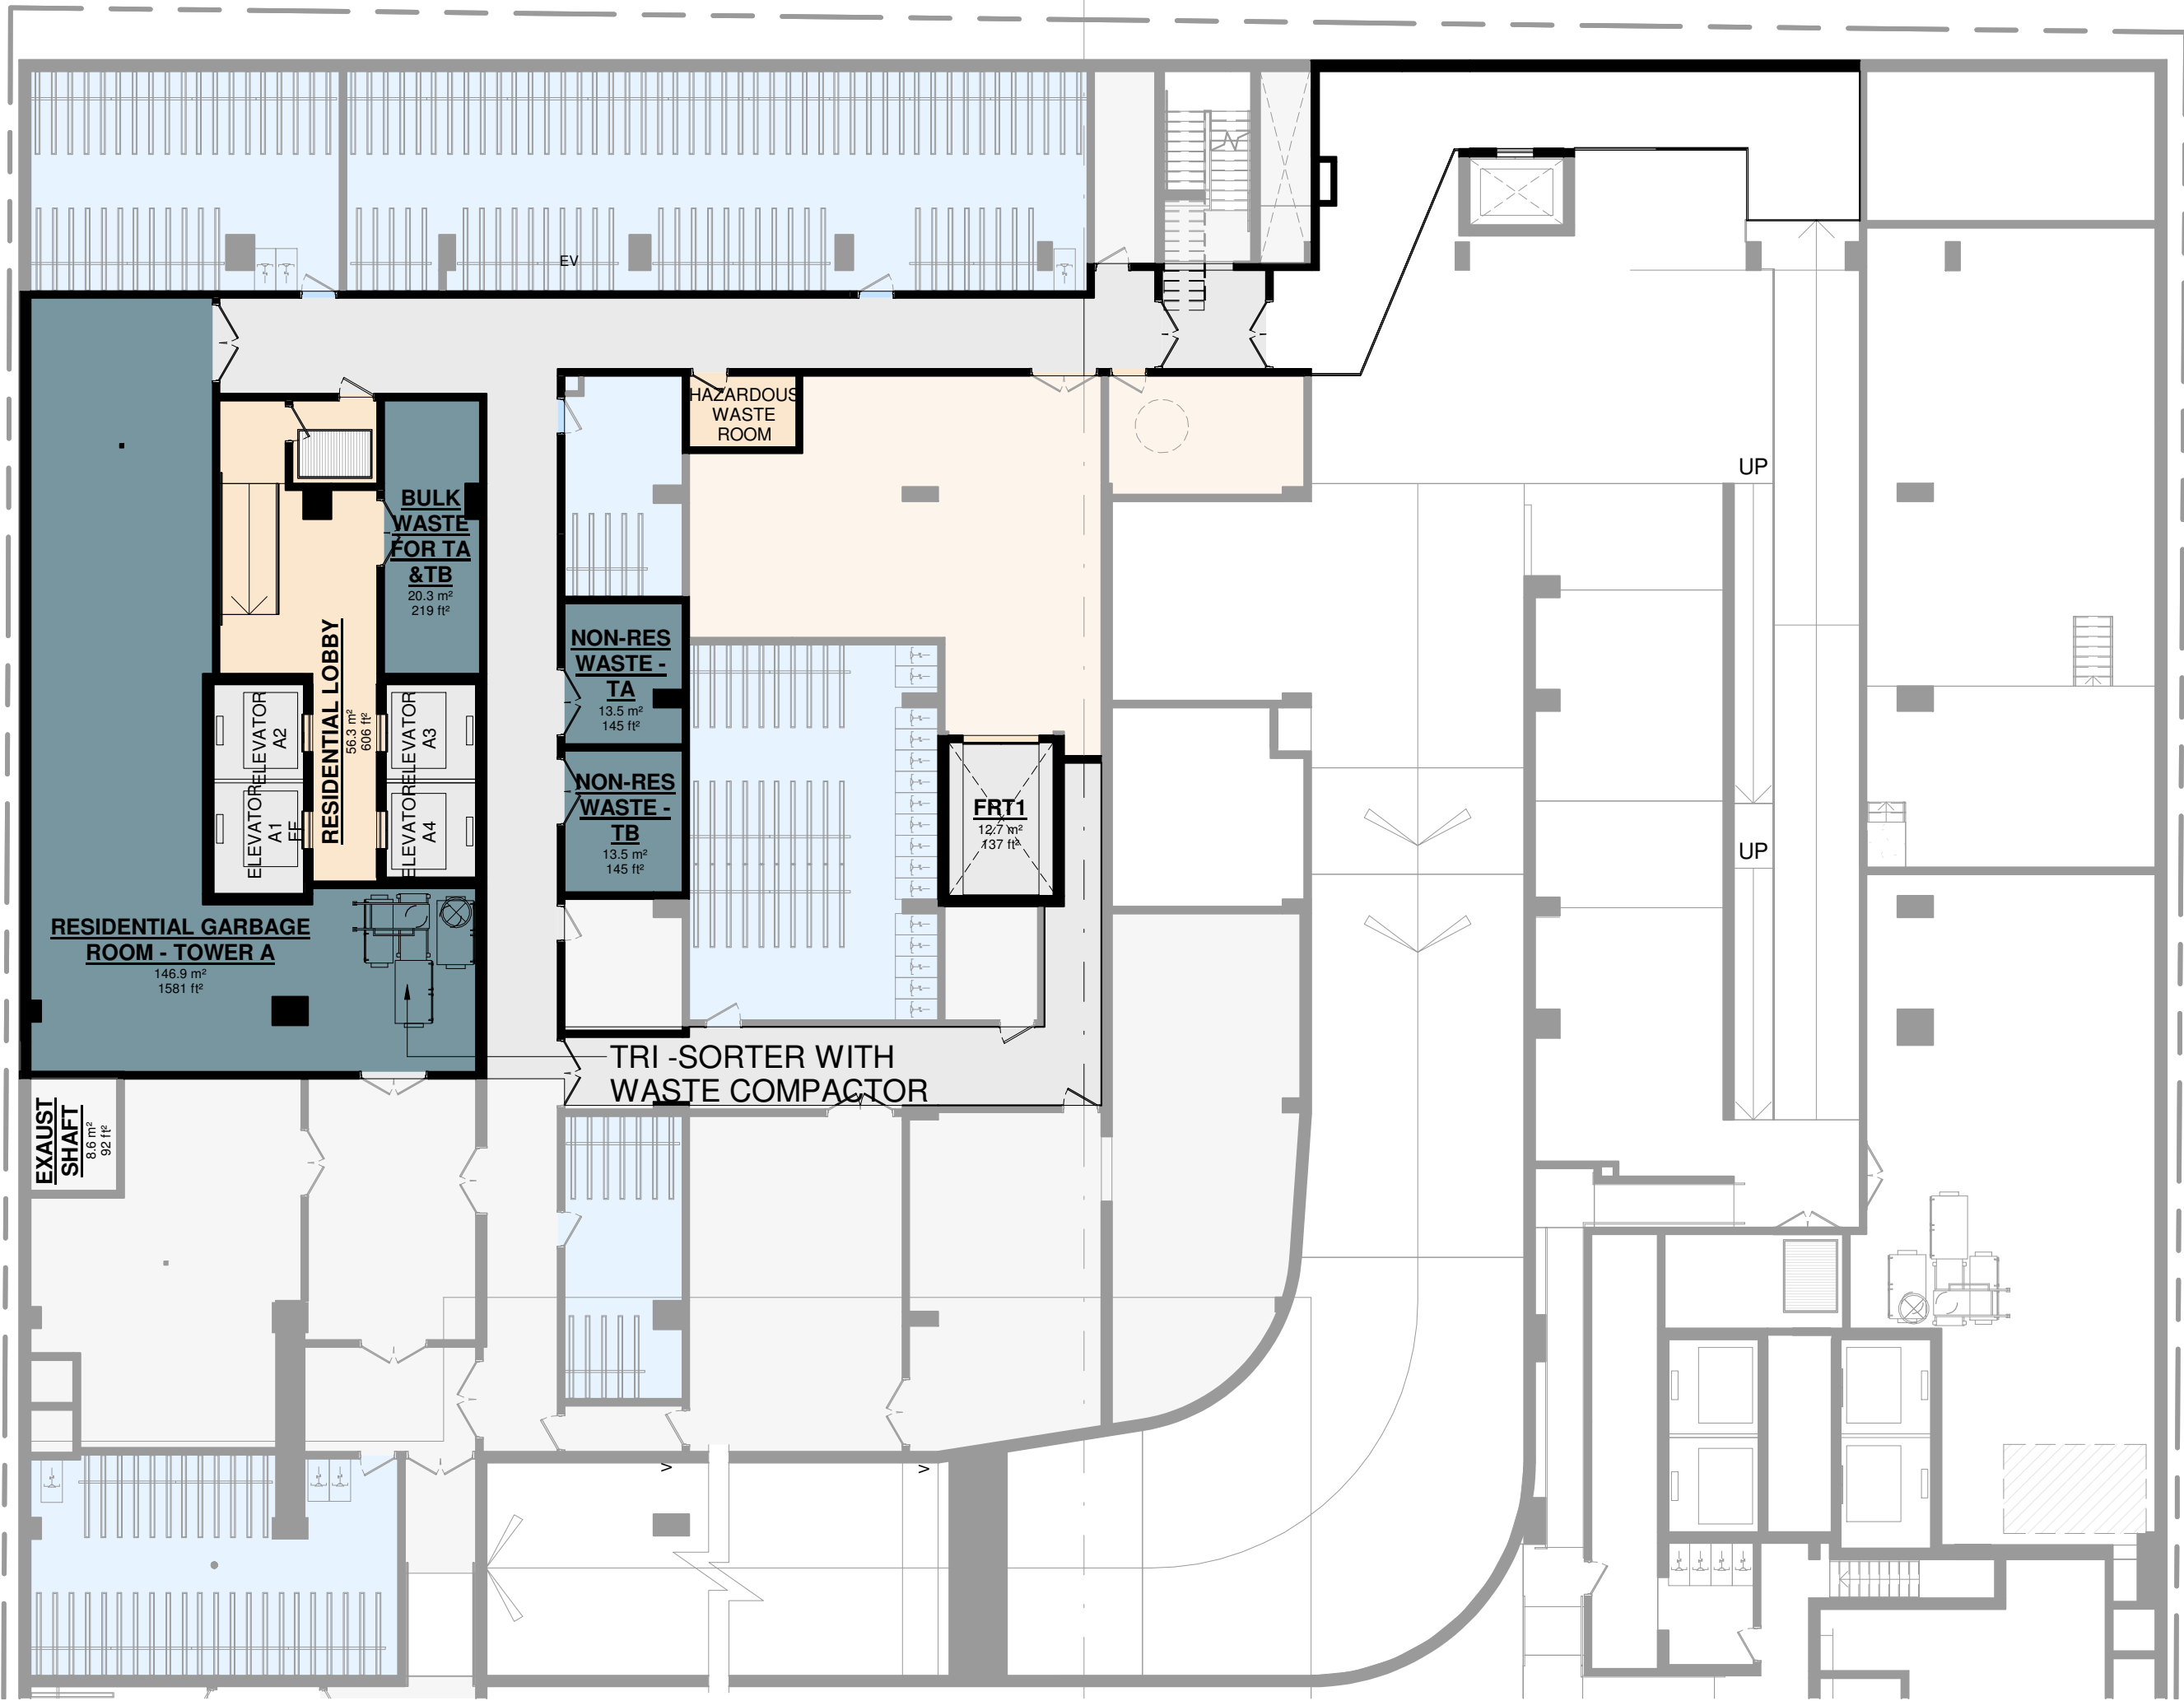 EV
HAZARDOUS
WASTE
ROOM
UP
BULK
WASTE
FOR TA
&TB
20.3 m²
219 ft²
RESIDENTIAL LOBBY
56.3 m²
606 ft²
NON-RES
WASTE -
TA
13.5 m²
145 ft²
ELEVATOR
A2
ELEVATOR
A3
ELEVATOR
A1
EF
ELEVATOR
A4
NON-RES
WASTE -
TB
13.5 m²
145 ft²
FRT1
12.7 m²
137 ft²
UP
RESIDENTIAL GARBAGE
ROOM - TOWER A
146.9 m²
1581 ft²
TRI -SORTER WITH
WASTE COMPACTOR
EXAUST
SHAFT
8.6 m²
92 ft²
V
V